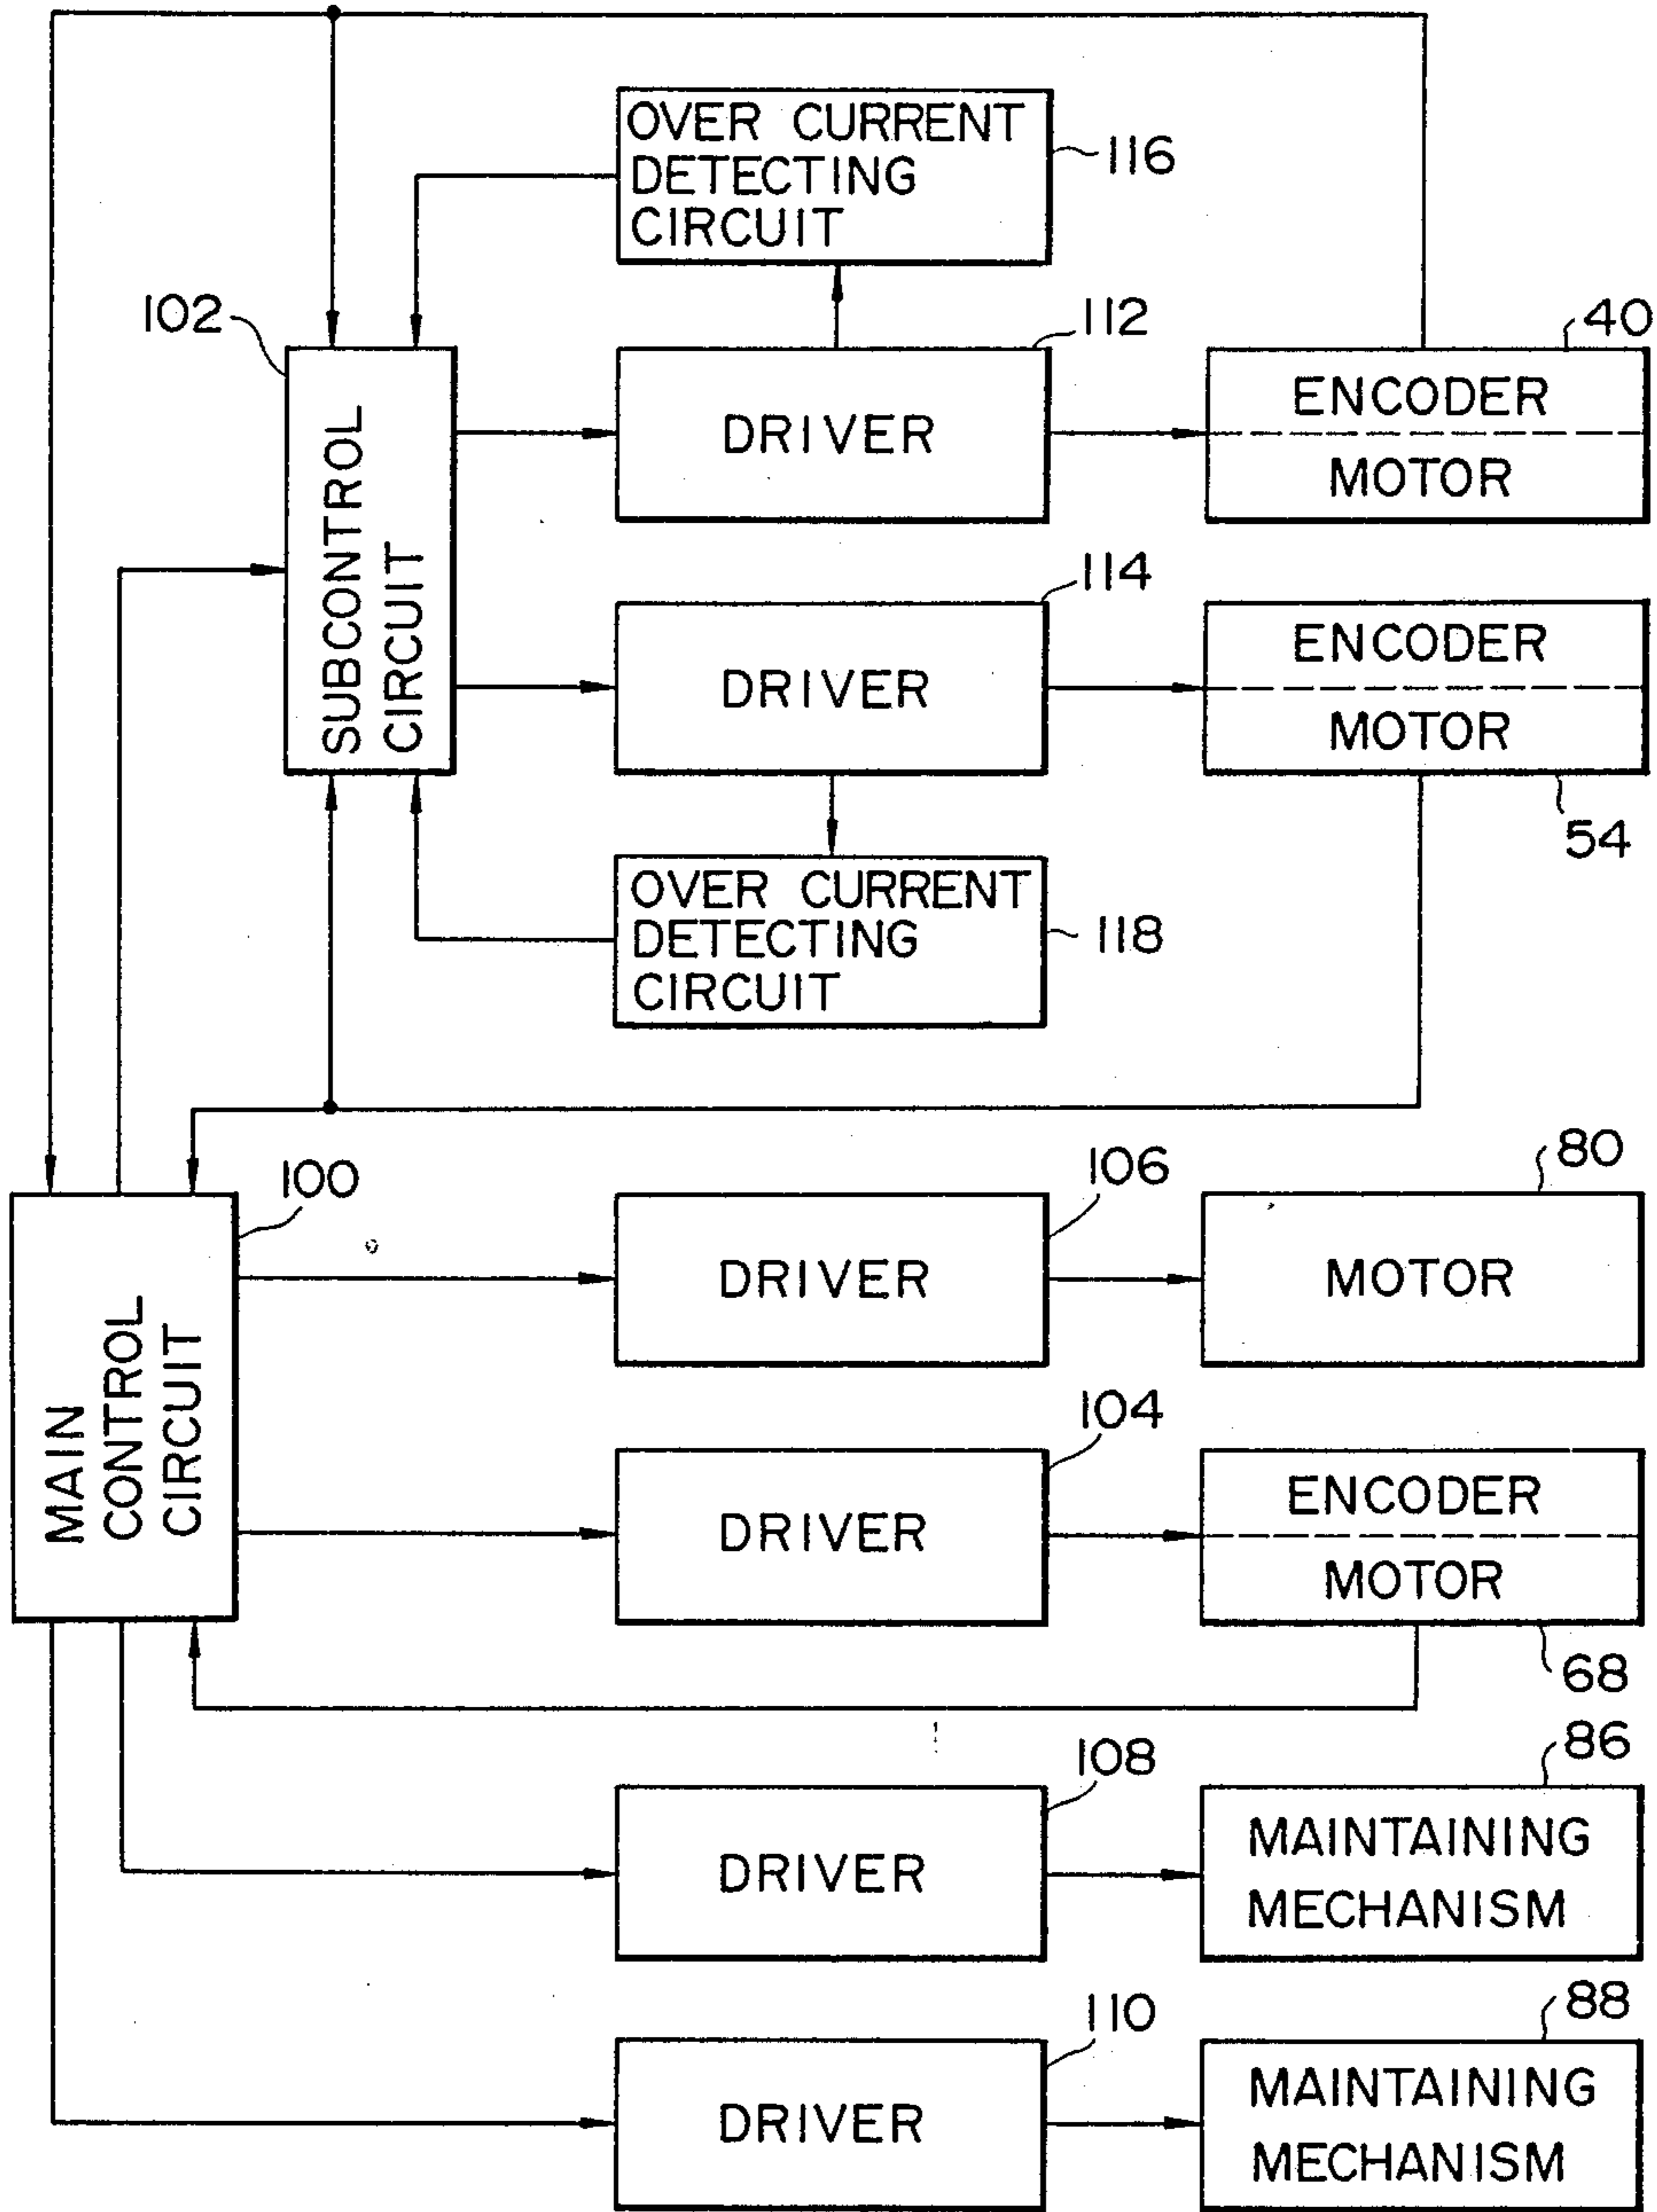 OVER CURRENT
DETECTING
CIRCUIT
116
102
112
40
SUBCONTROL
CIRCUIT
DRIVER
ENCODER
MOTOR
114
DRIVER
ENCODER
MOTOR
54
OVER CURRENT
DETECTING
CIRCUIT
118
100
106
80
MAIN
CONTROL
CIRCUIT
DRIVER
MOTOR
104
DRIVER
ENCODER
MOTOR
68
108
86
DRIVER
MAINTAINING
MECHANISM
110
88
DRIVER
MAINTAINING
MECHANISM